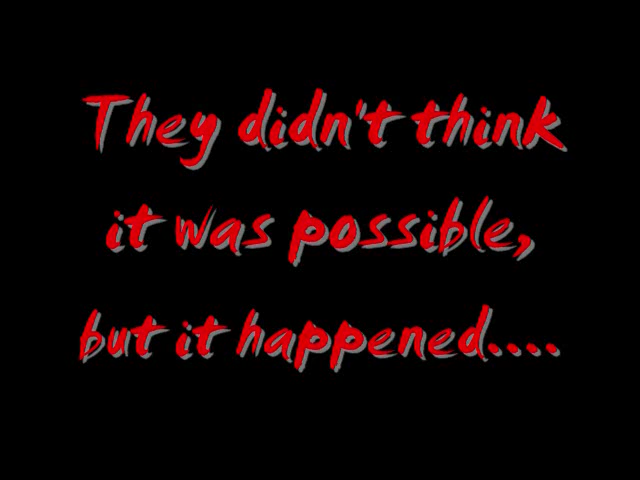 They didn't think
it was possible,
but it happened....